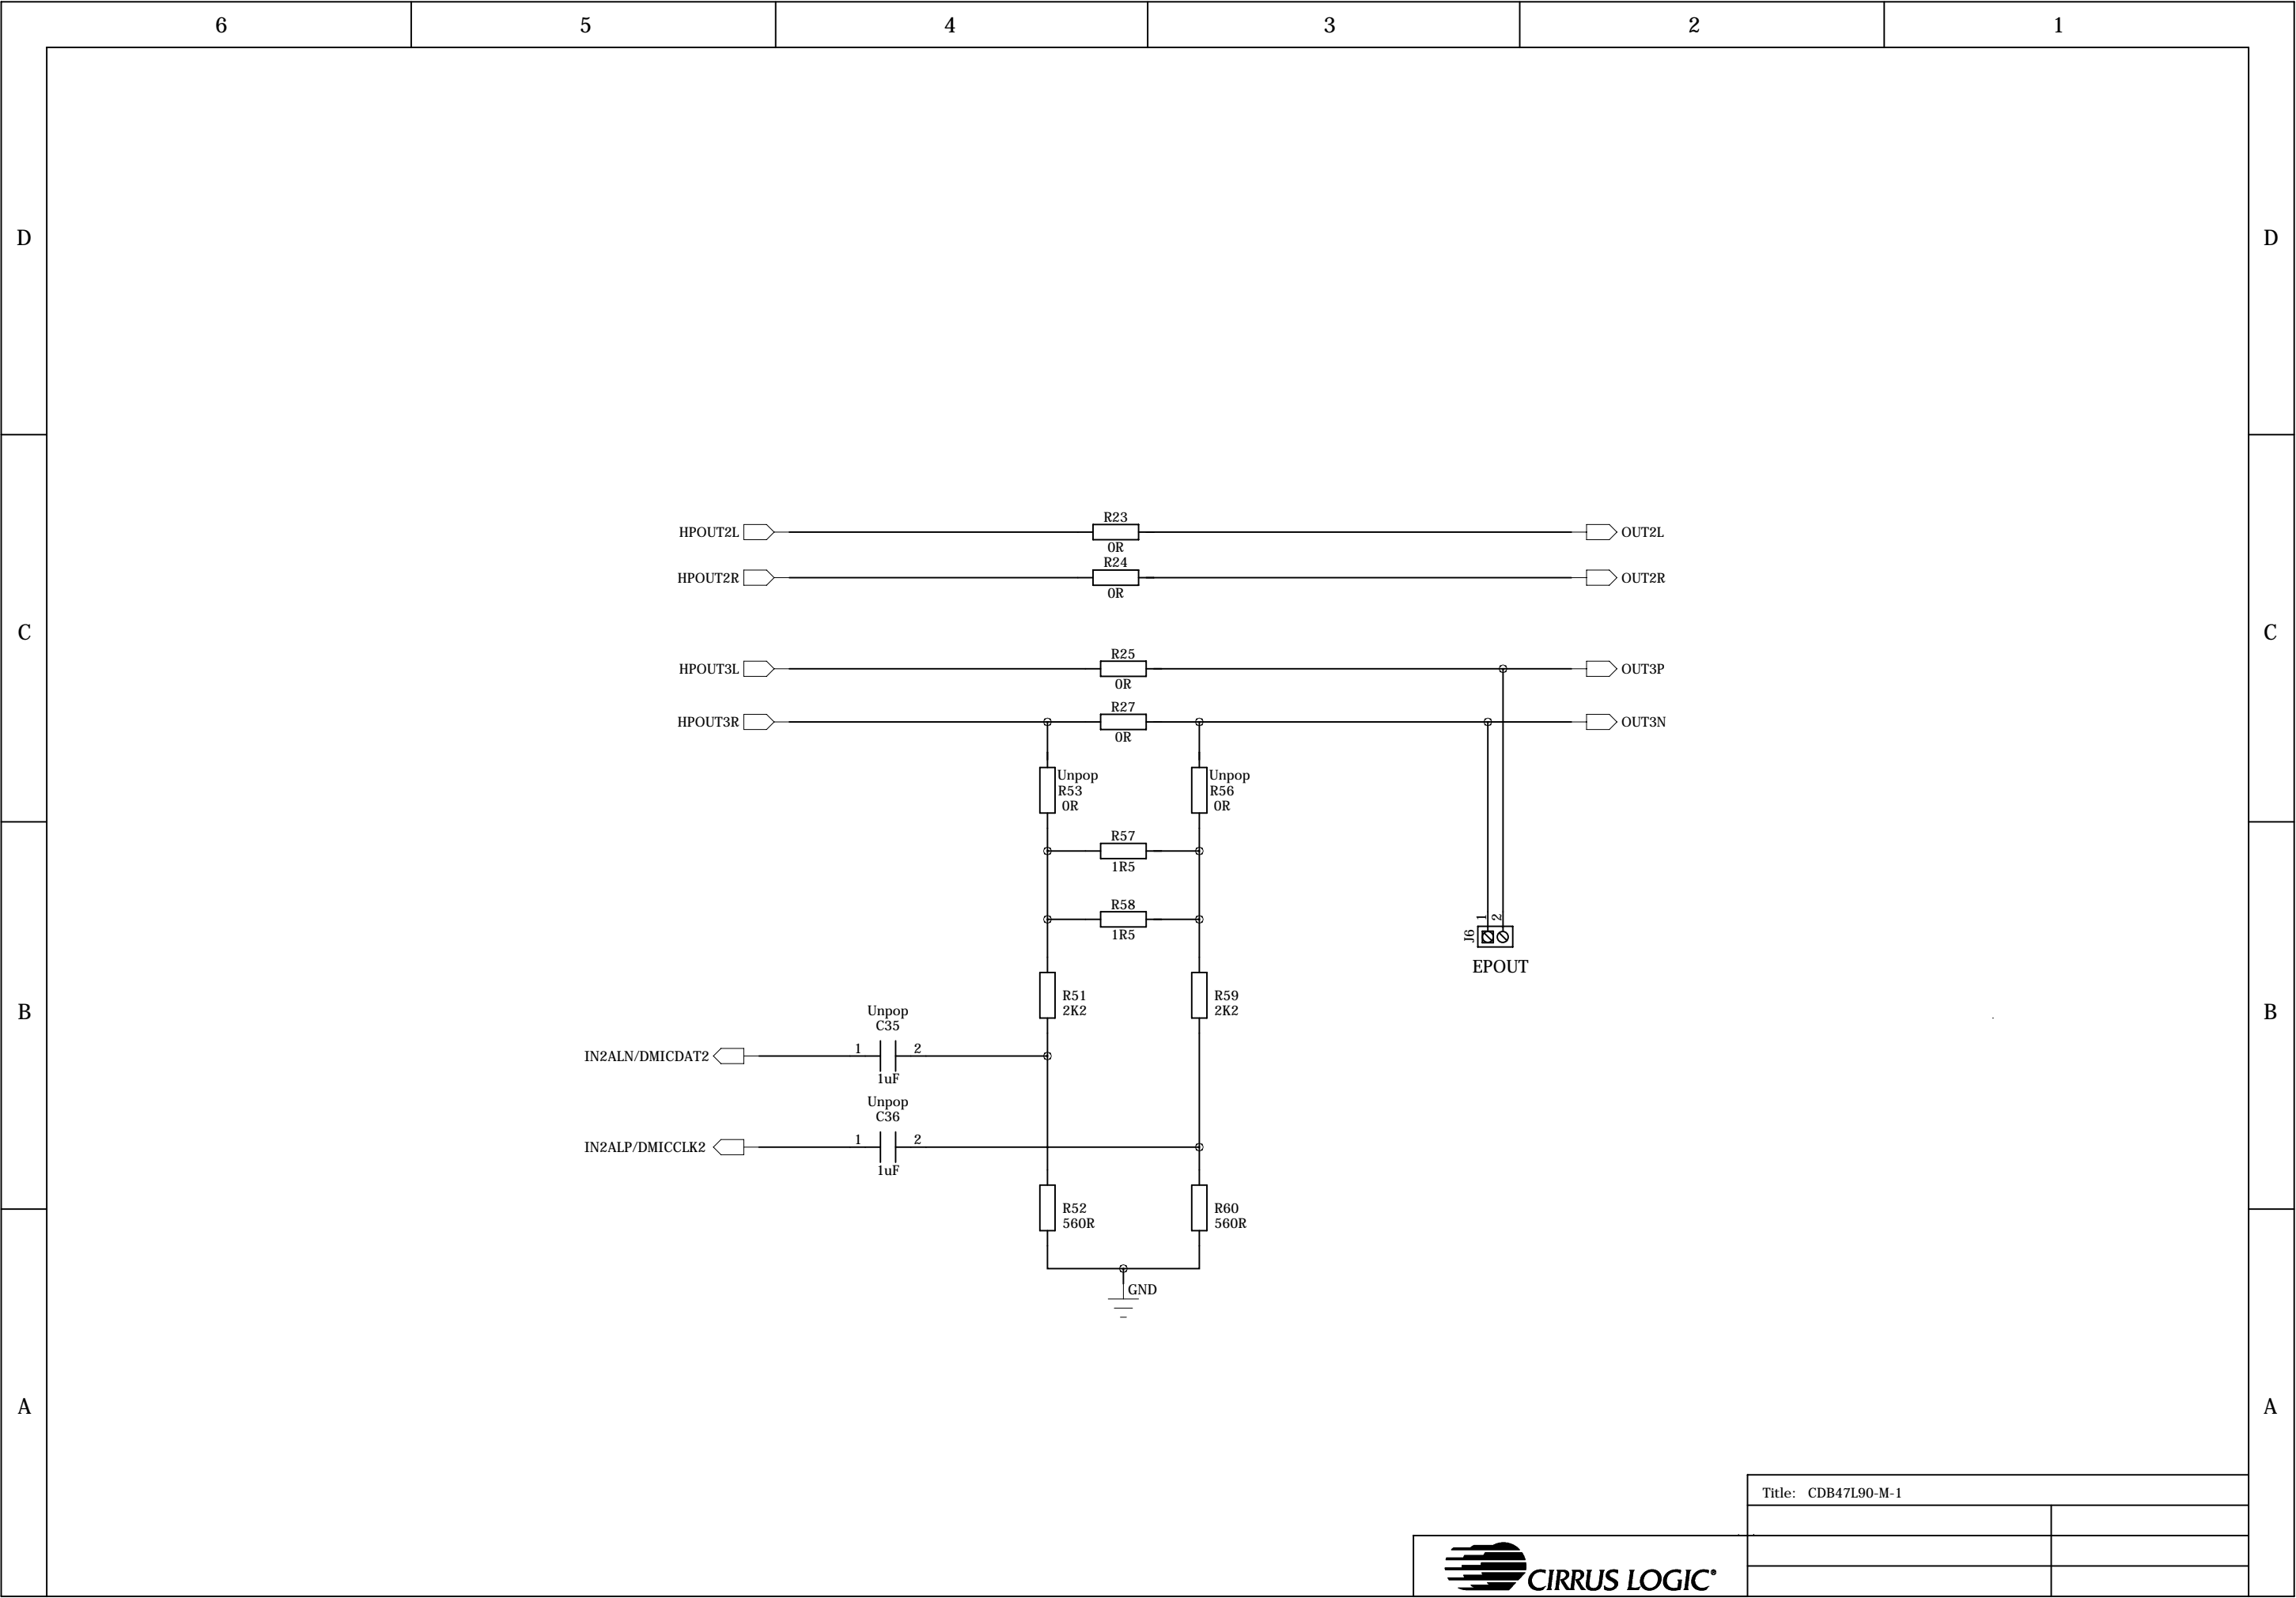 6 5 4 3 2 1
D D
R23
HPOUT2L OUT2L
0R
R24
HPOUT2R OUT2R
0R
C C
R25
HPOUT3L OUT3P
0R
R27
HPOUT3R OUT3N
0R
Unpop Unpop
R53 R56
0R 0R
R57
1R5
R58
1R5
1 2
J6
EPOUT
R51 R59
2K2 2K2
B B
Unpop
C35
1 2
IN2ALN/DMICDAT2
1uF
Unpop
C36
1 2
IN2ALP/DMICCLK2
1uF
R52 R60
560R 560R
GND
A A
Title: CDB47L90-M-1
CIRRUS LOGIC®